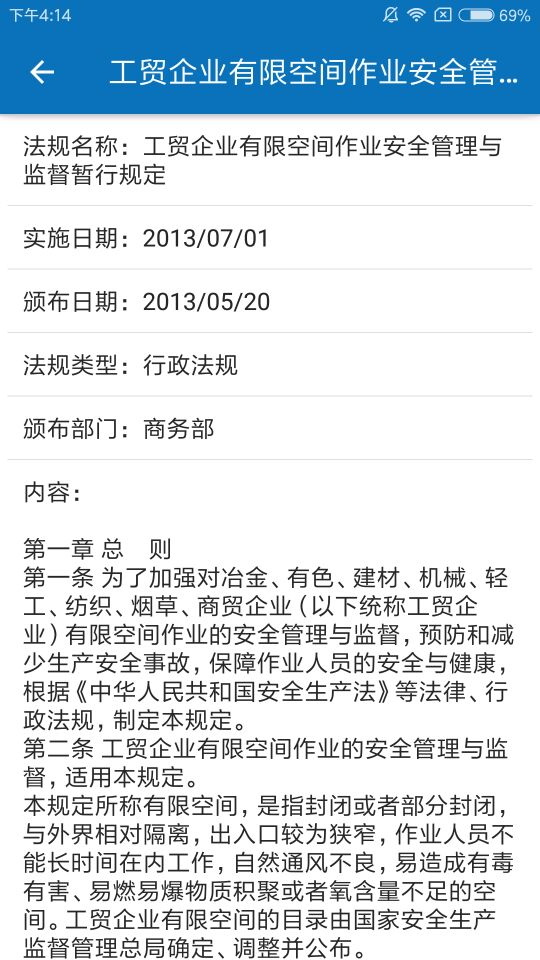 下午4:14
69%
工贸企业有限空间作业安全管...
法规名称：工贸企业有限空间作业安全管理与
监督暂行规定
实施日期：2013/07/01
颁布日期：2013/05/20
法规类型：行政法规
颁布部门：商务部
内容：
第一章 总　则
第一条 为了加强对冶金、有色、建材、机械、轻
工、纺织、烟草、商贸企业（以下统称工贸企
业）有限空间作业的安全管理与监督，预防和减
少生产安全事故，保障作业人员的安全与健康，
根据《中华人民共和国安全生产法》等法律、行
政法规，制定本规定。
第二条 工贸企业有限空间作业的安全管理与监
督，适用本规定。
本规定所称有限空间，是指封闭或者部分封闭，
与外界相对隔离，出入口较为狭窄，作业人员不
能长时间在内工作，自然通风不良，易造成有毒
有害、易燃易爆物质积聚或者氧含量不足的空
间。工贸企业有限空间的目录由国家安全生产
监督管理总局确定、调整并公布。